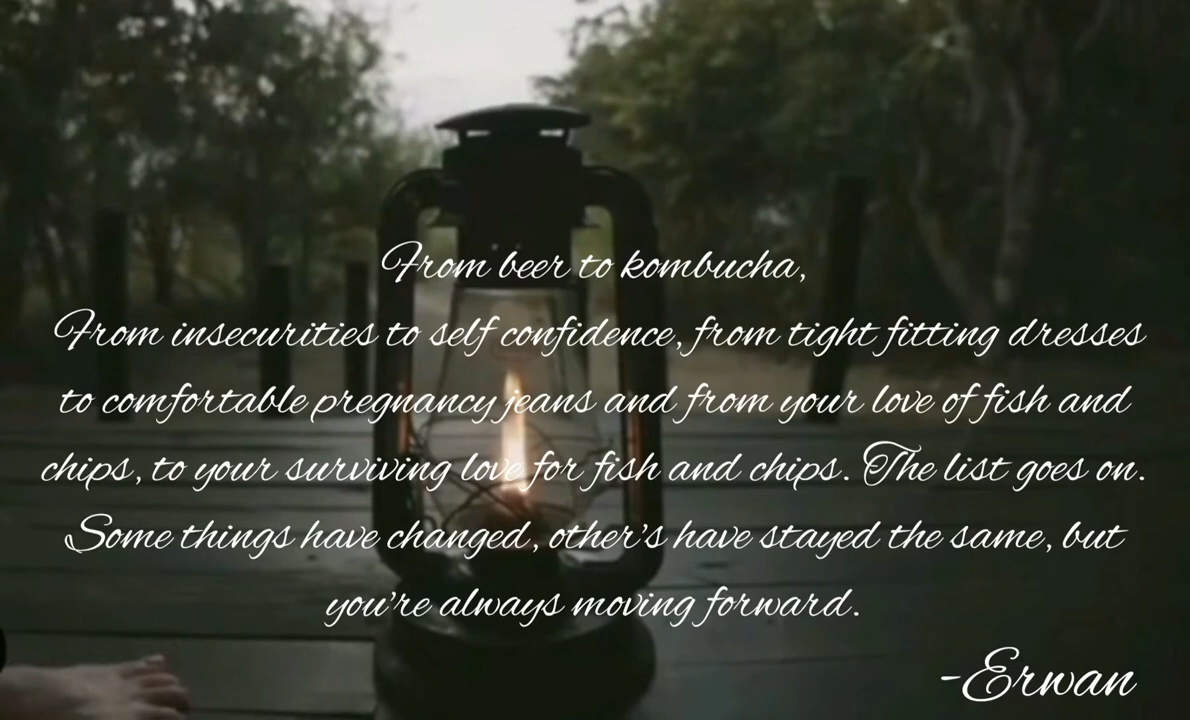 From beer to kombucha,
From insecurities to self confidence, from tight fitting dresses
to comfortable pregnancy jeans and from your love of fish and
chips, to your surviving love for fish and chips. The list goes on.
Some things have changed, other's have stayed the same, but
you're always moving forward.
-Erwan